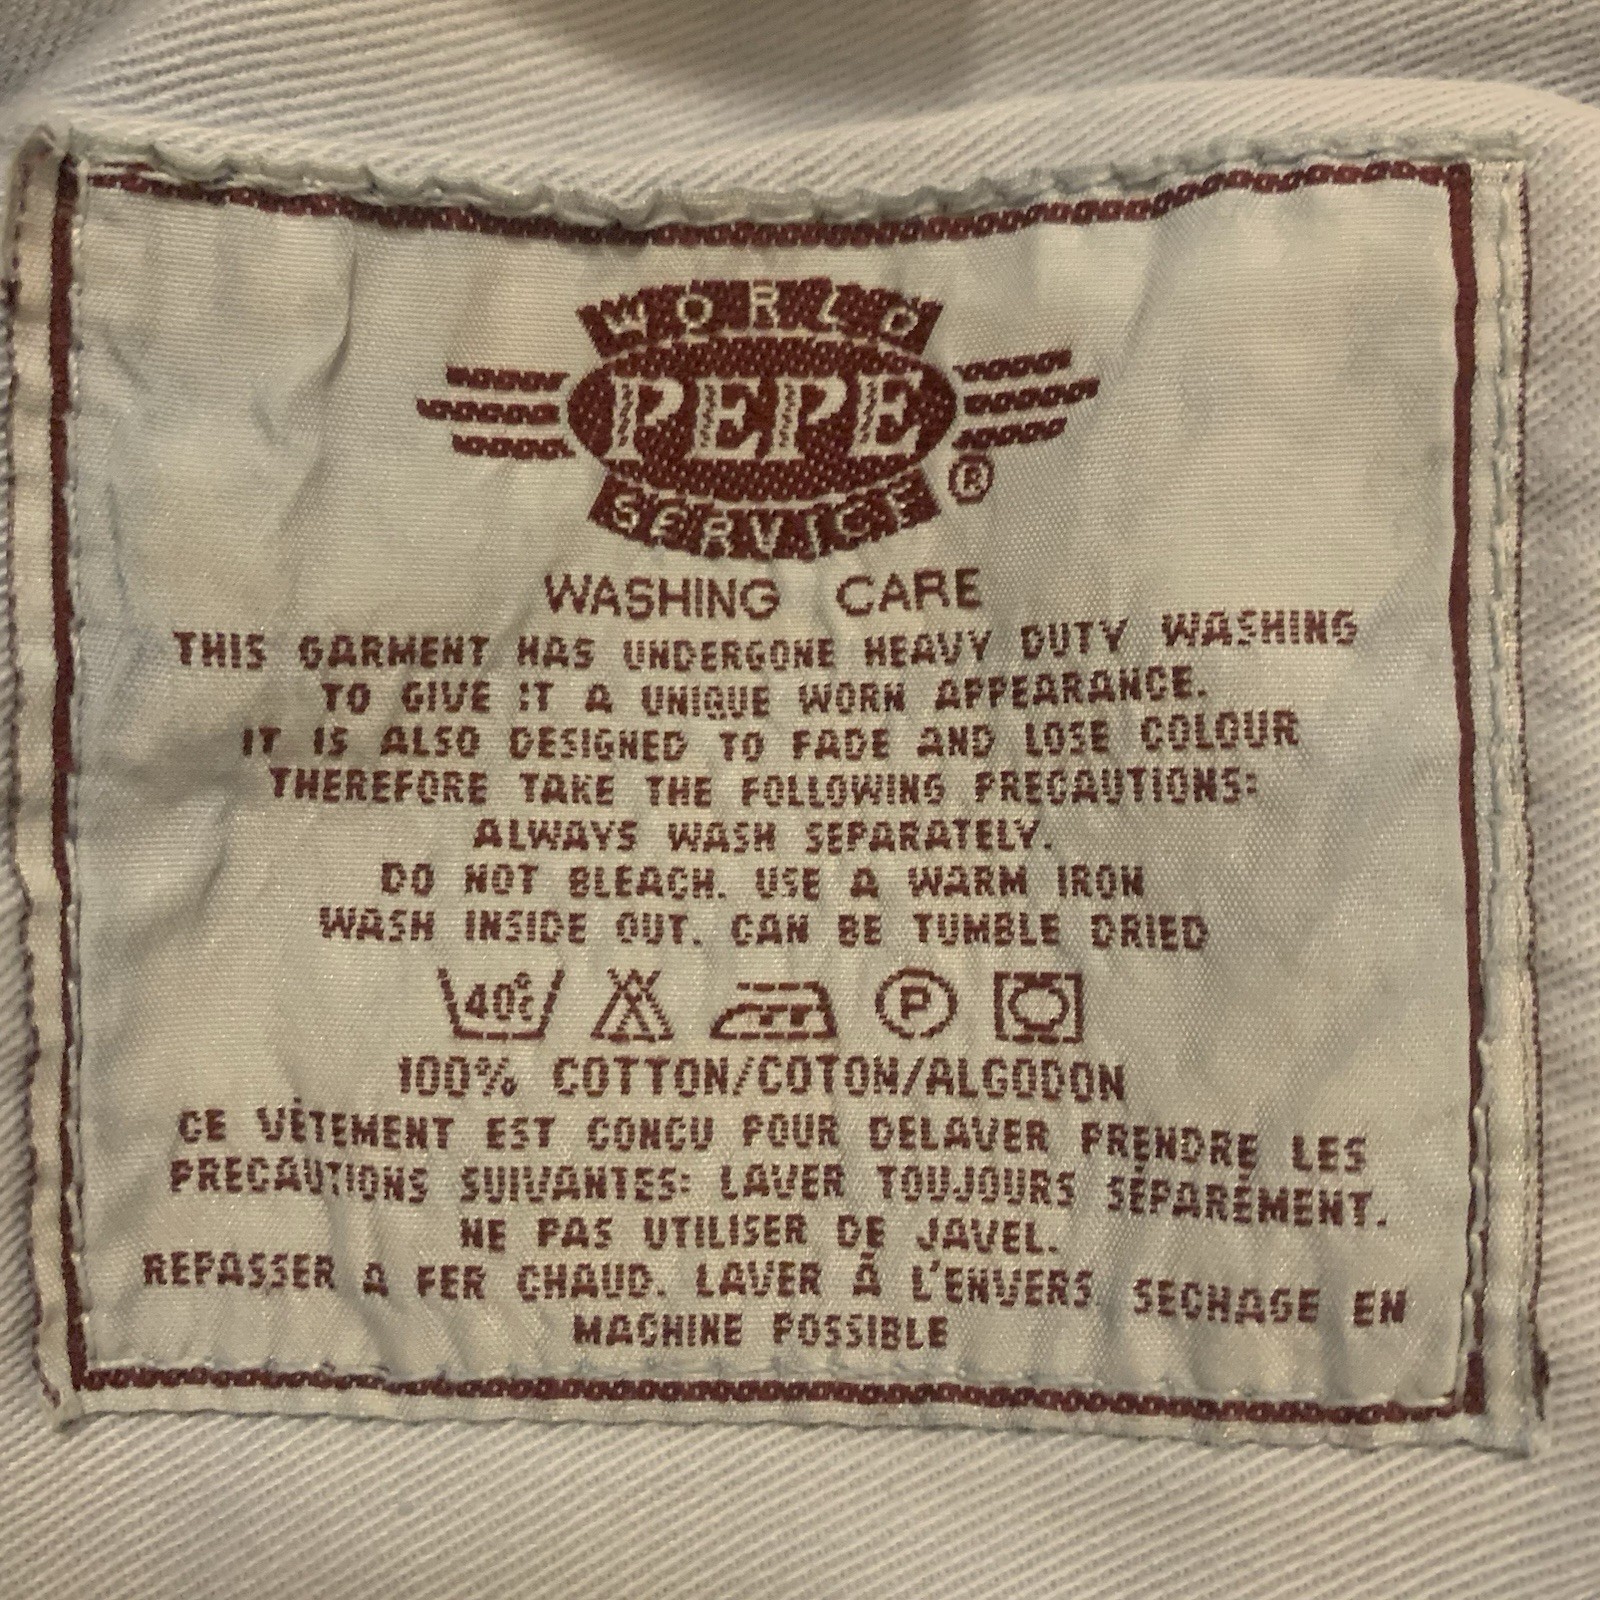 WORLD
PEPE
®
SERVICE
WASHING CARE
THIS GARMENT HAS UNDERGONE HEAVY DUTY WASHING
TO GIVE IT A UNIQUE WORN APPEARANCE.
IT IS ALSO DESIGNED TO FADE AND LOSE COLOUR
THEREFORE TAKE THE FOLLOWING PRECAUTIONS:
ALWAYS WASH SEPARATELY.
DO NOT BLEACH. USE A WARM IRON
WASH INSIDE OUT. CAN BE TUMBLE DRIED
40°C P
100% COTTON/COTON/ALGODON
CE VÊTEMENT EST CONCU POUR DELAVER PRENDRE LES
PRECAUTIONS SUIVANTES: LAVER TOUJOURS SÉPARÉMENT.
NE PAS UTILISER DE JAVEL.
REPASSER A FER CHAUD. LAVER À L'ENVERS SECHAGE EN
MACHINE POSSIBLE